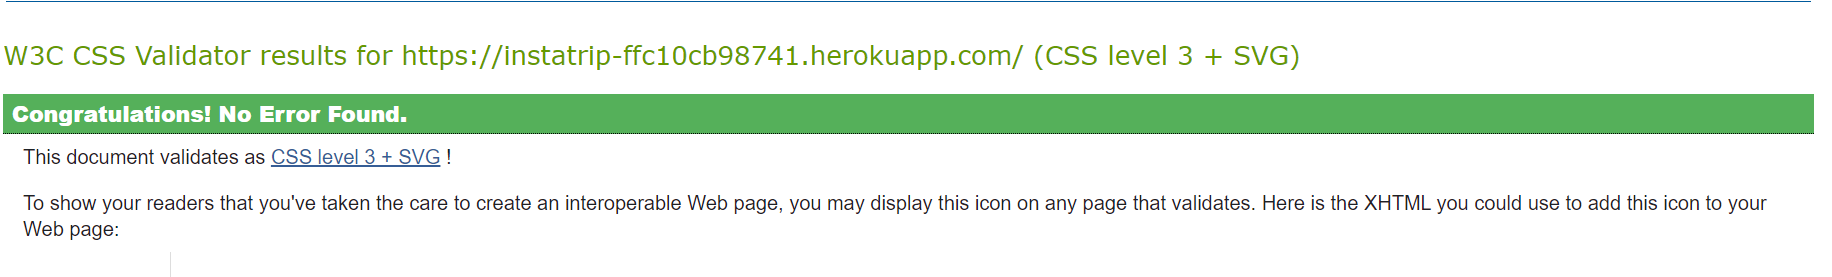 W3C CSS Validator results for https://instatrip-ffc10cb98741.herokuapp.com/ (CSS level 3 + SVG)
Congratulations! No Error Found.
This document validates as CSS level 3 + SVG !
To show your readers that you've taken the care to create an interoperable Web page, you may display this icon on any page that validates. Here is the XHTML you could use to add this icon to your
Web page: